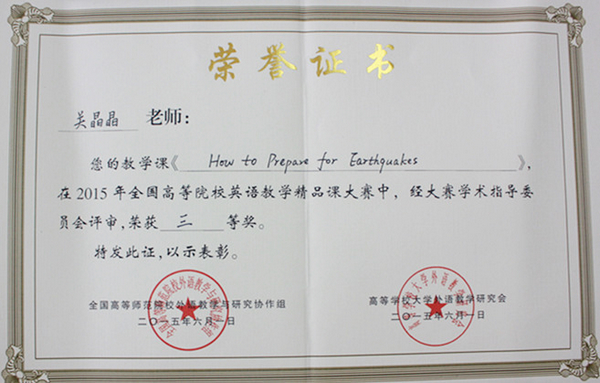 荣誉证书
关晶晶 老师：
您的教学课《 How to Prepare for Earthquakes 》，
在2015年全国高等院校英语教学精品课大赛中，经大赛学术指导委
员会评审，荣获 三 等奖。
特发此证，以示表彰。
全国高等师范院校外语教学与研究协作组
二〇一五年六月一日
高等学校大学外语教学研究会
二〇一五年六月一日